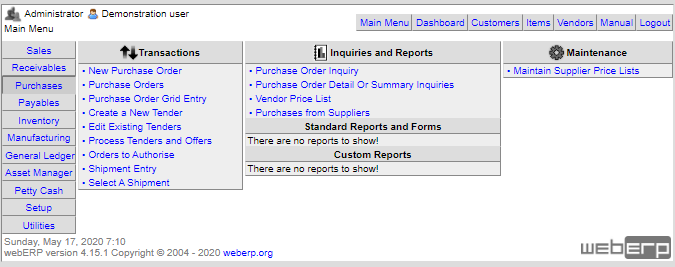 Administrator Demonstration user
Main Menu
Main Menu Dashboard Customers Items Vendors Manual Logout
Sales
Receivables
Purchases
Payables
Inventory
Manufacturing
General Ledger
Asset Manager
Petty Cash
Setup
Utilities
Transactions
• New Purchase Order
• Purchase Orders
• Purchase Order Grid Entry
• Create a New Tender
• Edit Existing Tenders
• Process Tenders and Offers
• Orders to Authorise
• Shipment Entry
• Select A Shipment
Inquiries and Reports
• Purchase Order Inquiry
• Purchase Order Detail Or Summary Inquiries
• Vendor Price List
• Purchases from Suppliers
Standard Reports and Forms
There are no reports to show!
Custom Reports
There are no reports to show!
Maintenance
• Maintain Supplier Price Lists
Sunday, May 17, 2020 7:10
webERP version 4.15.1 Copyright © 2004 - 2020 weberp.org
weberp